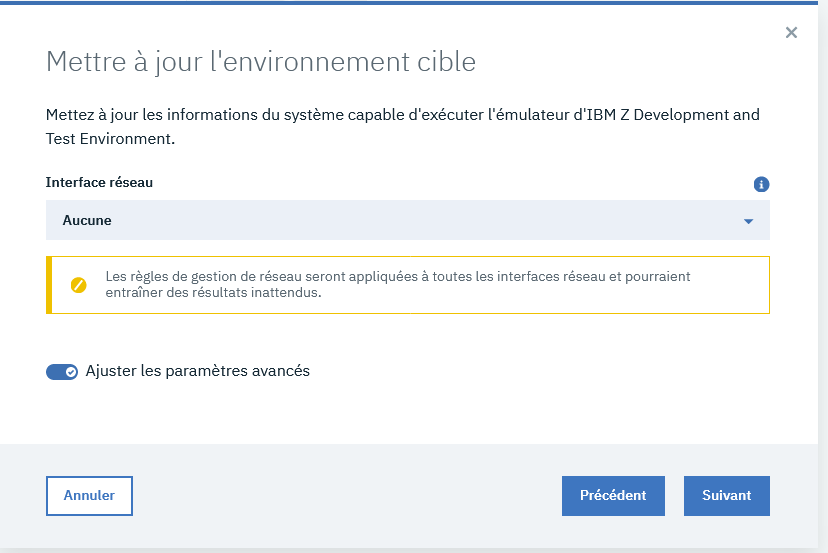 Mettre à jour l'environnement cible
Mettez à jour les informations du système capable d'exécuter l'émulateur d'IBM Z Development and
Test Environment.
Interface réseau
Aucune
Les règles de gestion de réseau seront appliquées à toutes les interfaces réseau et pourraient
entraîner des résultats inattendus.
Ajuster les paramètres avancés
Annuler
Précédent
Suivant